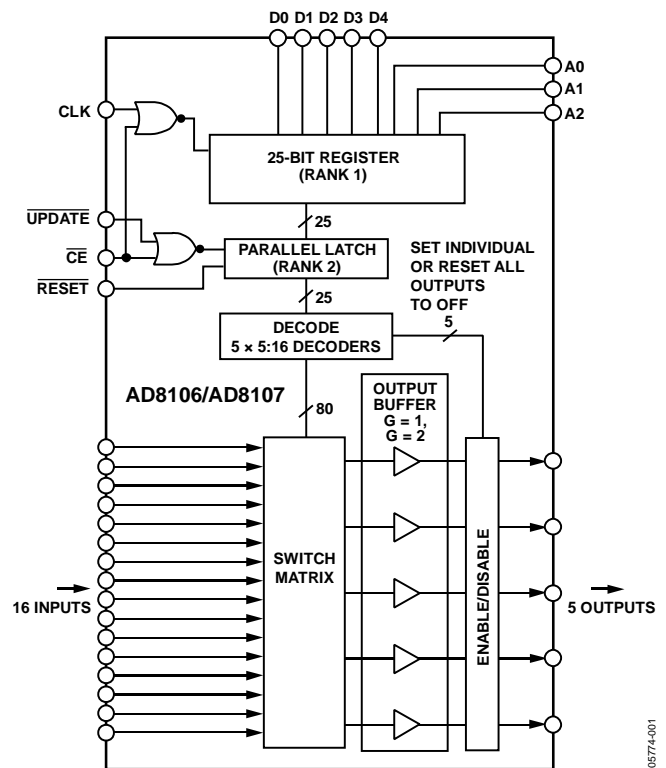 D0 D1 D2 D3 D4
A0
A1
A2
CLK
25-BIT REGISTER
(RANK 1)
25
UPDATE
CE
RESET
PARALLEL LATCH
(RANK 2)
25
SET INDIVIDUAL
OR RESET ALL
OUTPUTS
TO OFF
5
DECODE
5 × 5:16 DECODERS
AD8106/AD8107
80
OUTPUT
BUFFER
G = 1,
G = 2
SWITCH
MATRIX
ENABLE/DISABLE
16 INPUTS
5 OUTPUTS
05774-001